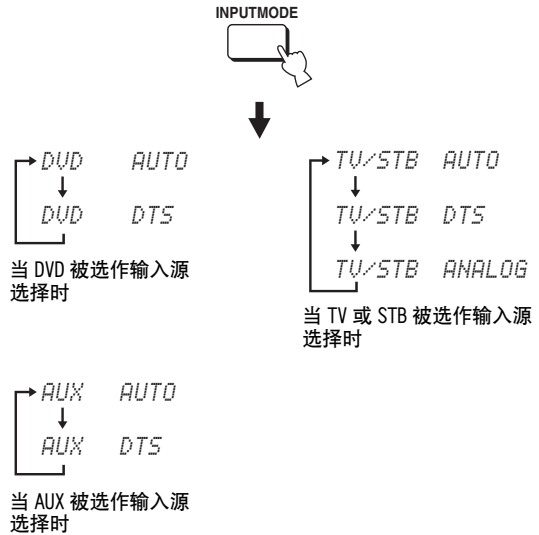 INPUTMODE
DVD AUTO
DVD DTS
当 DVD 被选作输入源
选择时
TV/STB AUTO
TV/STB DTS
TV/STB ANALOG
当 TV 或 STB 被选作输入源
选择时
AUX AUTO
AUX DTS
当 AUX 被选作输入源
选择时